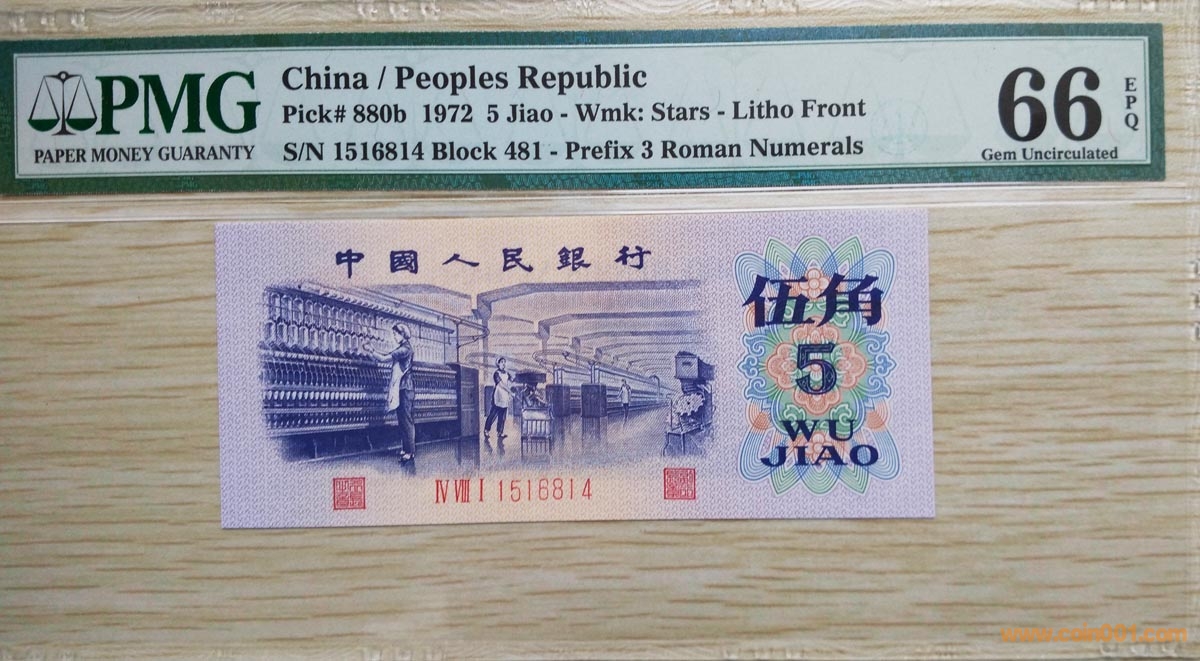 PMG
PAPER MONEY GUARANTY
China / Peoples Republic
Pick# 880b 1972 5 Jiao - Wmk: Stars - Litho Front
S/N 1516814 Block 481 - Prefix 3 Roman Numerals
66
EPQ
Gem Uncirculated
中國人民銀行
伍角
5
WU
JIAO
IV VIII I 1516814
www.coin001.com